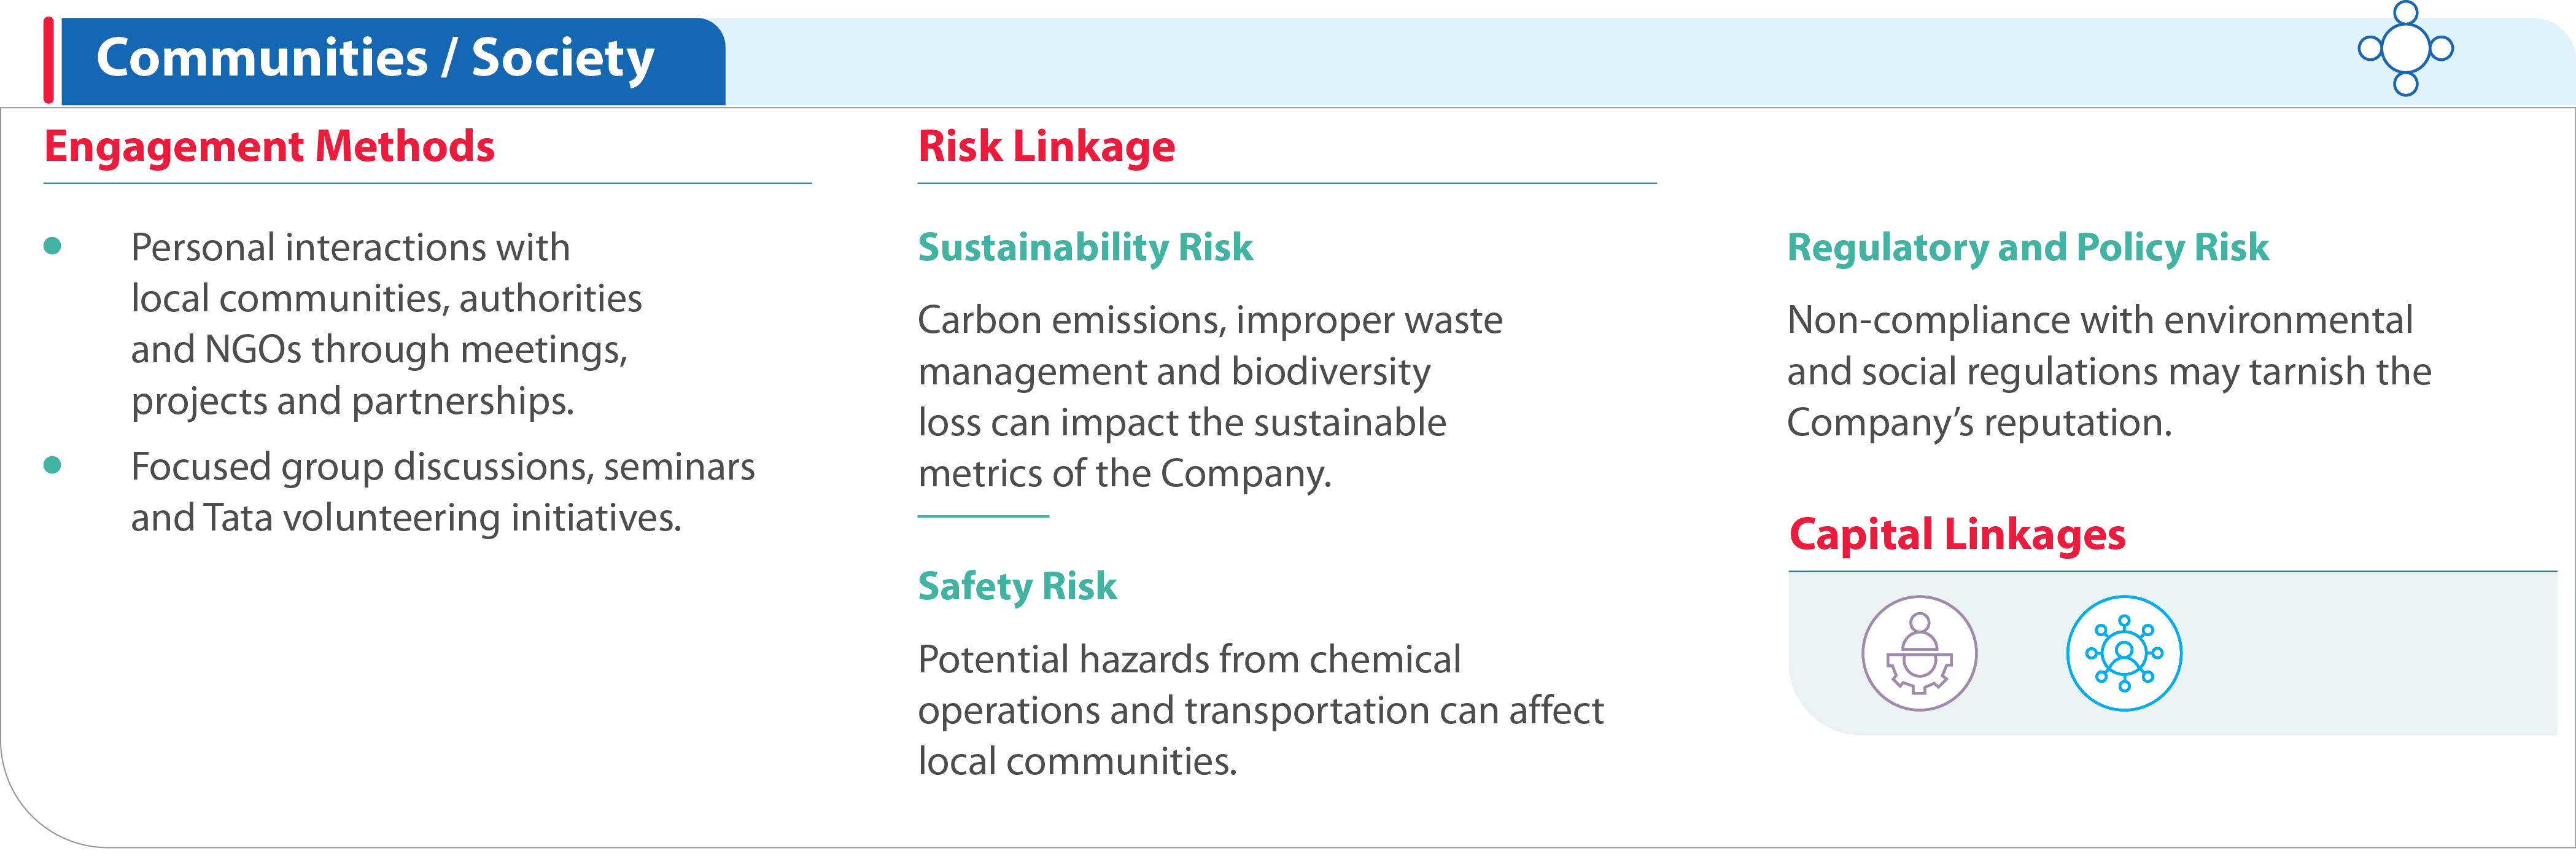 Communities / Society
Engagement Methods
Personal interactions with
local communities, authorities
and NGOs through meetings,
projects and partnerships.
Focused group discussions, seminars
and Tata volunteering initiatives.
Risk Linkage
Sustainability Risk
Carbon emissions, improper waste
management and biodiversity
loss can impact the sustainable
metrics of the Company.
Safety Risk
Potential hazards from chemical
operations and transportation can affect
local communities.
Regulatory and Policy Risk
Non-compliance with environmental
and social regulations may tarnish the
Company’s reputation.
Capital Linkages